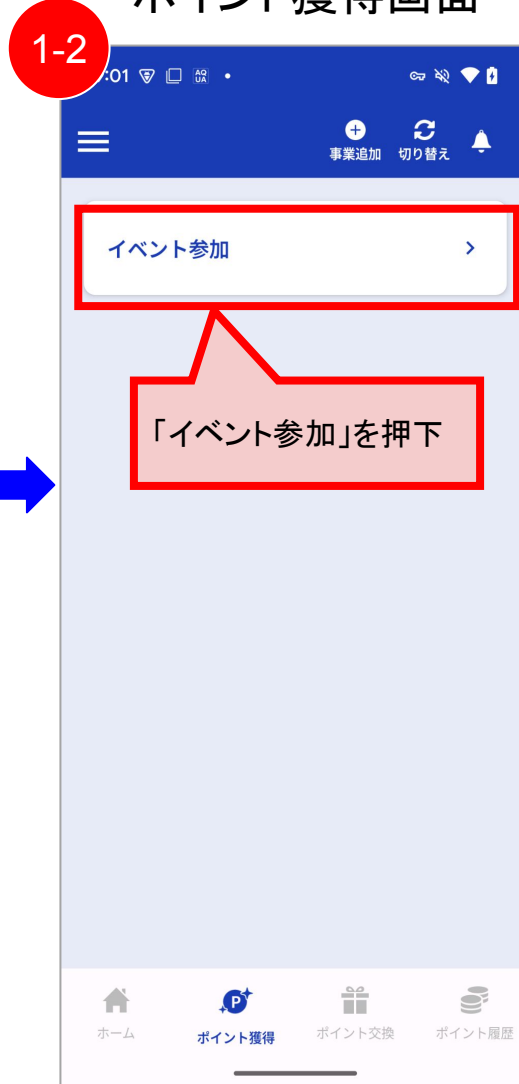 ポイント獲得画面
1-2
:01
事業追加
切り替え
イベント参加
「イベント参加」を押下
ホーム
ポイント獲得
ポイント交換
ポイント履歴